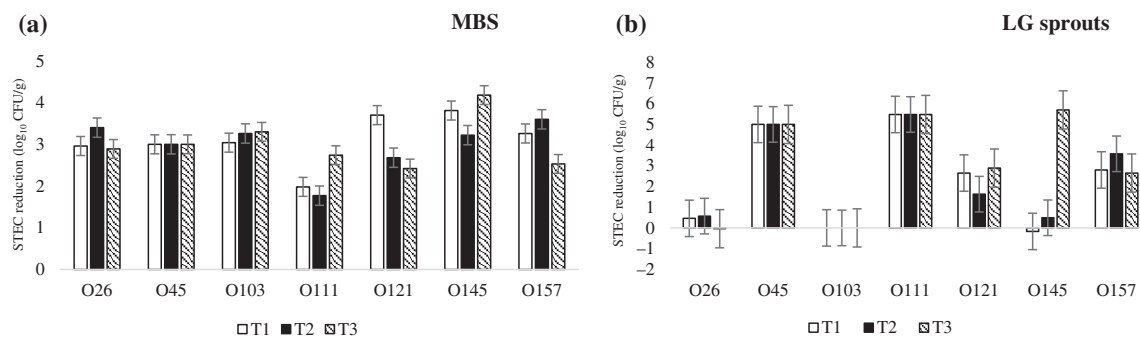 (a)
MBS
STEC reduction (log₁₀ CFU/g)
5
4
3
2
1
0
O26 O45 O103 O111 O121 O145 O157
T1 T2 T3
(b)
LG sprouts
STEC reduction (log₁₀ CFU/g)
8
7
6
5
4
3
2
1
0
–1
–2
O26 O45 O103 O111 O121 O145 O157
T1 T2 T3